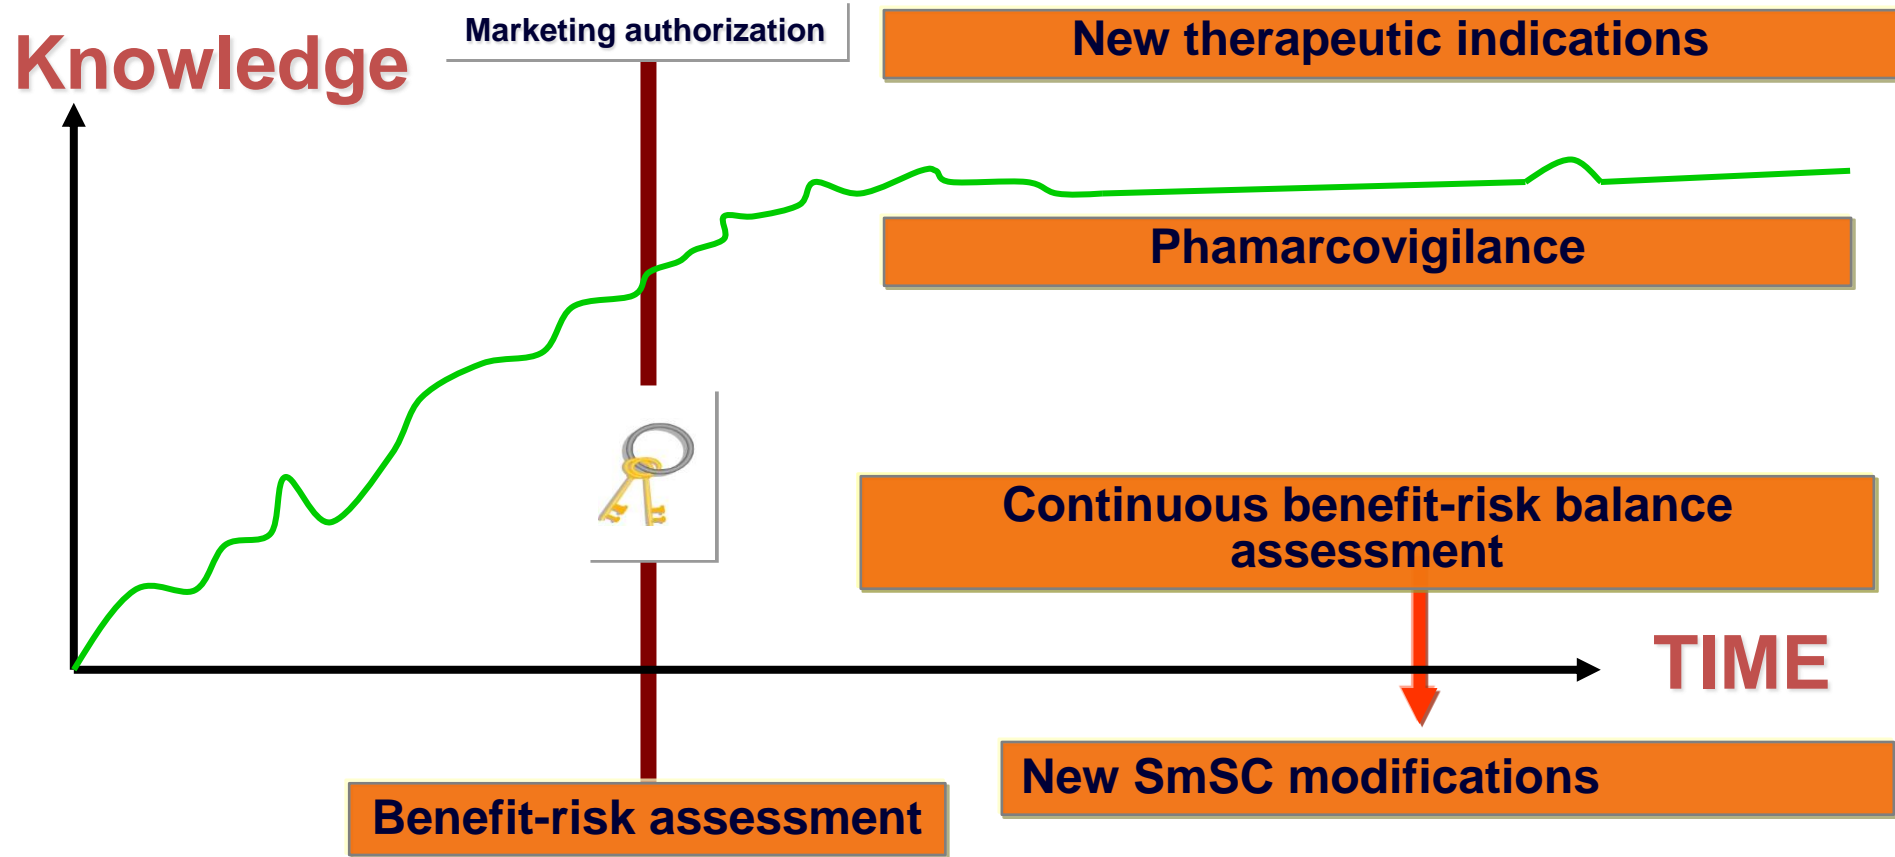 Marketing authorization
New therapeutic indications
Knowledge
Phamarcovigilance
Continuous benefit-risk balance
assessment
TIME
New SmSC modifications
Benefit-risk assessment